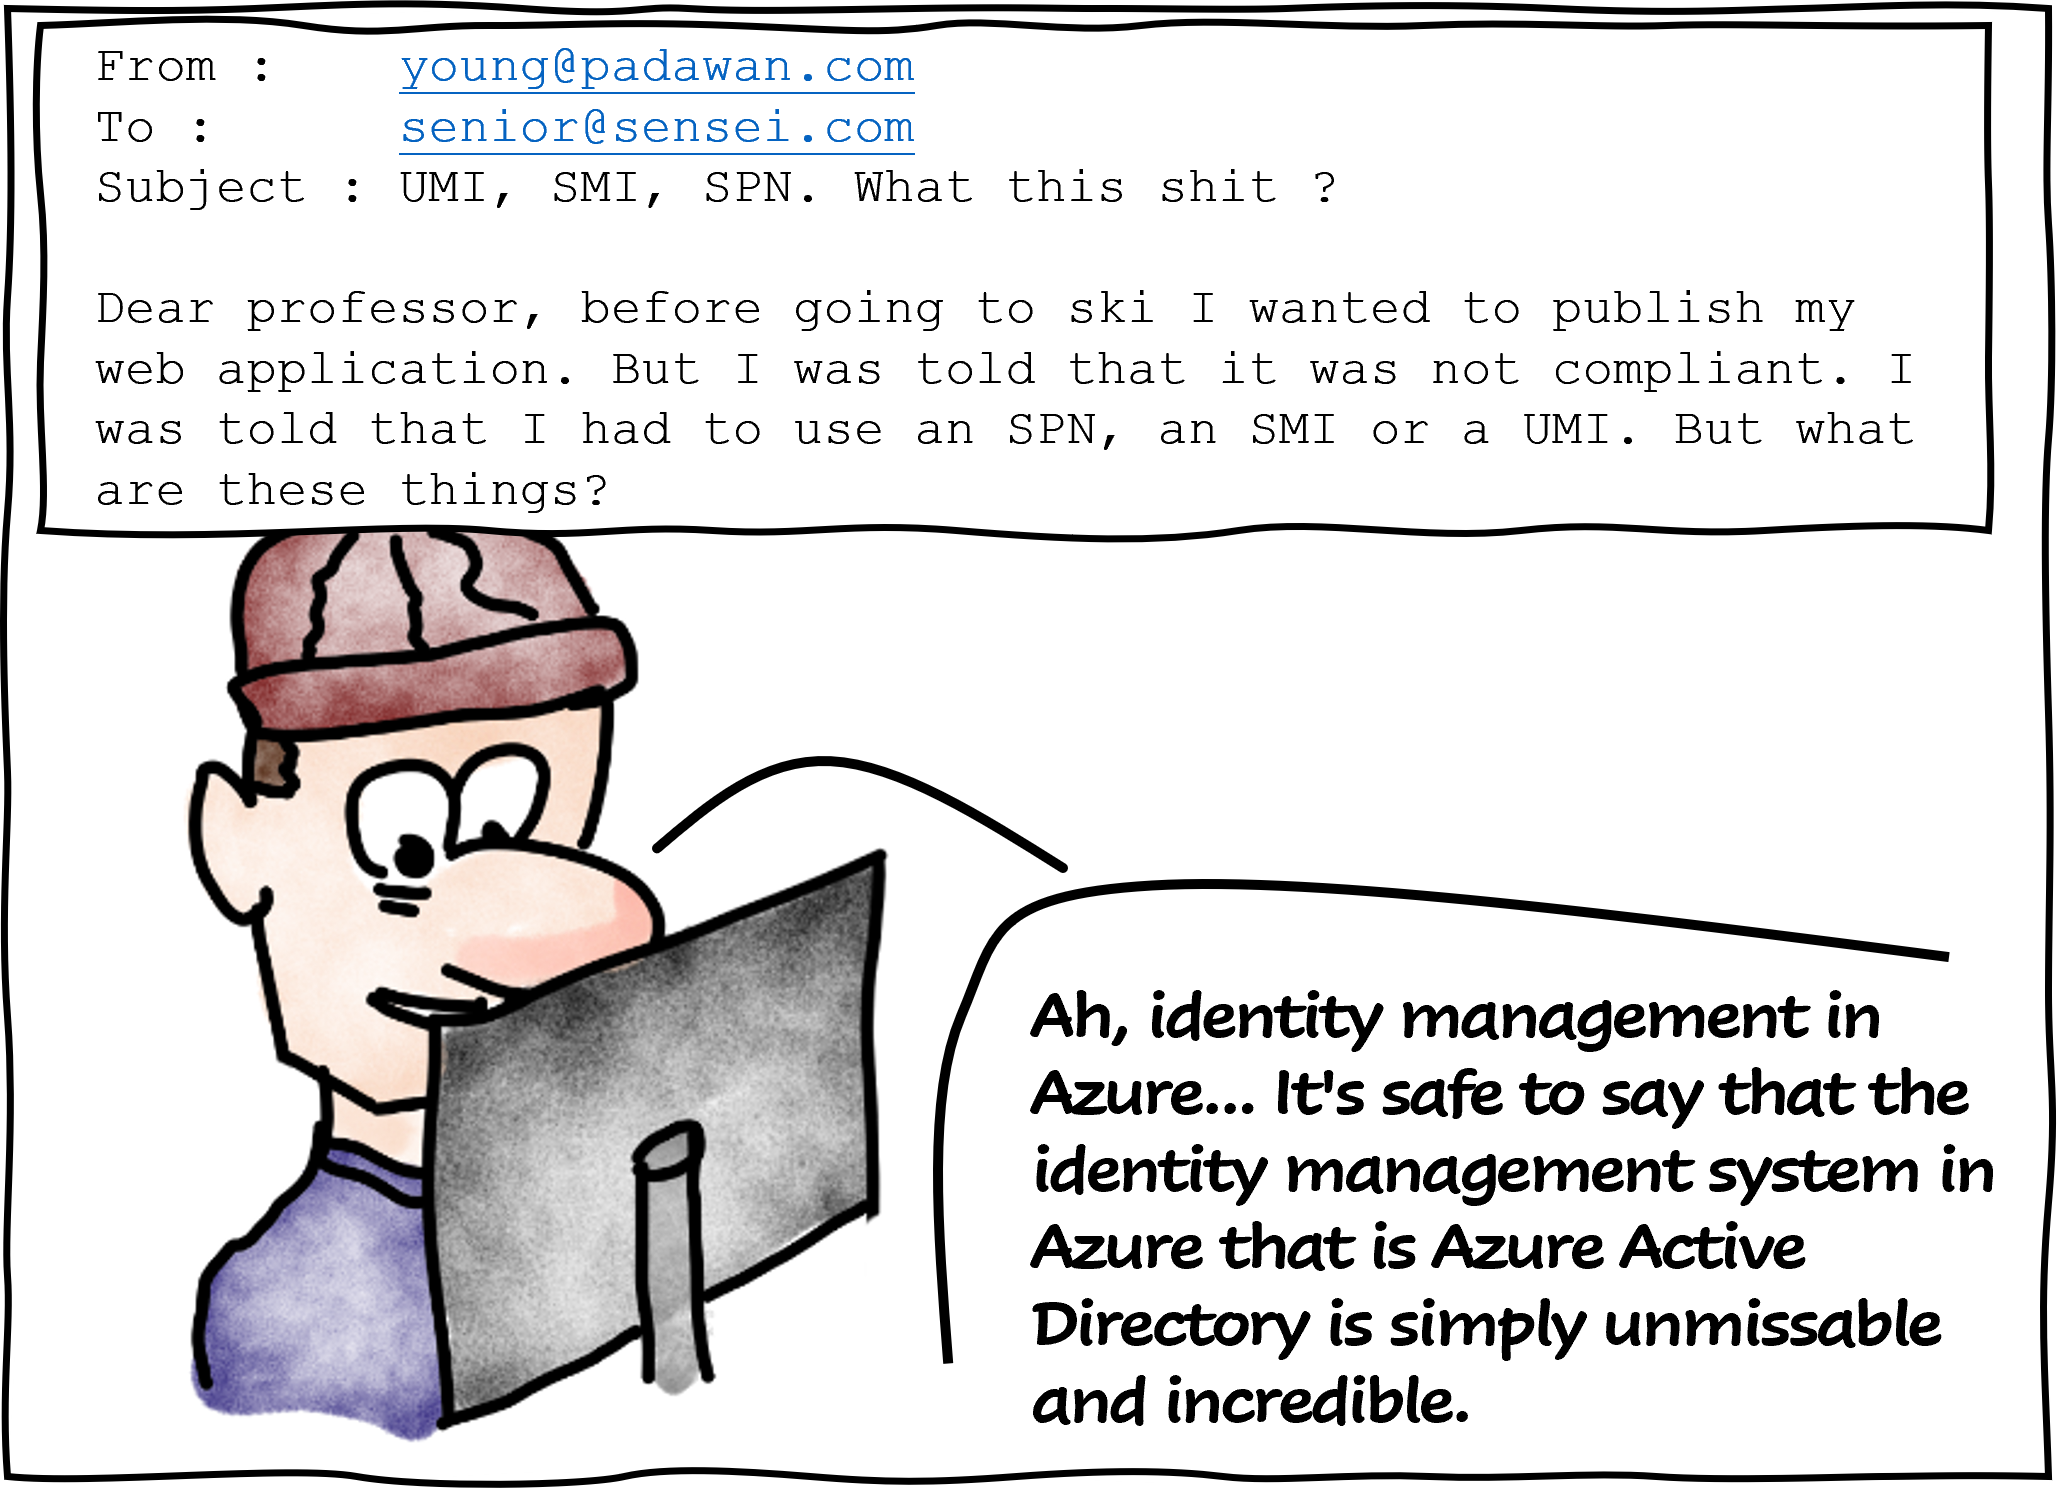 From : young@padawan.com
To : senior@sensei.com
Subject : UMI, SMI, SPN. What this shit ?
Dear professor, before going to ski I wanted to publish my
web application. But I was told that it was not compliant. I
was told that I had to use an SPN, an SMI or a UMI. But what
are these things?
Ah, identity management in
Azure... It's safe to say that the
identity management system in
Azure that is Azure Active
Directory is simply unmissable
and incredible.